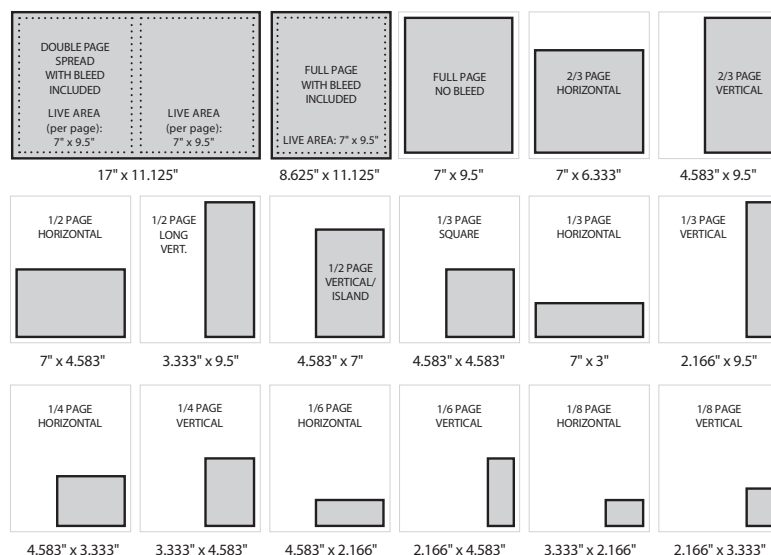 DOUBLE PAGE
SPREAD
WITH BLEED
INCLUDED
LIVE AREA
(per page):
7" x 9.5"
LIVE AREA
(per page):
7" x 9.5"
17" x 11.125"
FULL PAGE
WITH BLEED
INCLUDED
LIVE AREA: 7" x 9.5"
8.625" x 11.125"
FULL PAGE
NO BLEED
7" x 9.5"
2/3 PAGE
HORIZONTAL
7" x 6.333"
2/3 PAGE
VERTICAL
4.583" x 9.5"
1/2 PAGE
HORIZONTAL
7" x 4.583"
1/2 PAGE
LONG
VERT.
3.333" x 9.5"
1/2 PAGE
VERTICAL/
ISLAND
4.583" x 7"
1/3 PAGE
SQUARE
4.583" x 4.583"
1/3 PAGE
HORIZONTAL
7" x 3"
1/3 PAGE
VERTICAL
2.166" x 9.5"
1/4 PAGE
HORIZONTAL
4.583" x 3.333"
1/4 PAGE
VERTICAL
3.333" x 4.583"
1/6 PAGE
HORIZONTAL
4.583" x 2.166"
1/6 PAGE
VERTICAL
2.166" x 4.583"
1/8 PAGE
HORIZONTAL
3.333" x 2.166"
1/8 PAGE
VERTICAL
2.166" x 3.333"